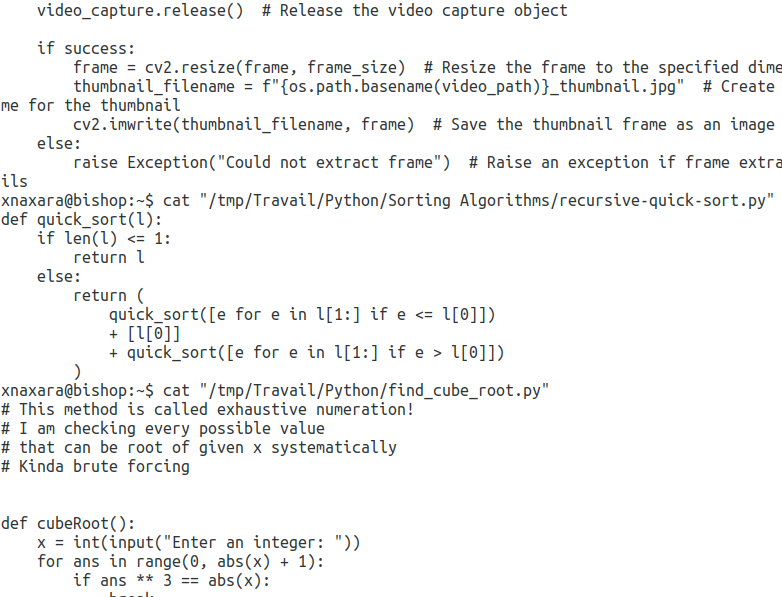 video_capture.release()  # Release the video capture object

    if success:
        frame = cv2.resize(frame, frame_size)  # Resize the frame to the specified dime
        thumbnail_filename = f"{os.path.basename(video_path)}_thumbnail.jpg"  # Create
me for the thumbnail
        cv2.imwrite(thumbnail_filename, frame)  # Save the thumbnail frame as an image
    else:
        raise Exception("Could not extract frame")  # Raise an exception if frame extra
ils
xnaxara@bishop:~$ cat "/tmp/Travail/Python/Sorting Algorithms/recursive-quick-sort.py"
def quick_sort(l):
    if len(l) <= 1:
        return l
    else:
        return (
            quick_sort([e for e in l[1:] if e <= l[0]])
            + [l[0]]
            + quick_sort([e for e in l[1:] if e > l[0]])
        )
xnaxara@bishop:~$ cat "/tmp/Travail/Python/find_cube_root.py"
# This method is called exhaustive numeration!
# I am checking every possible value
# that can be root of given x systematically
# Kinda brute forcing


def cubeRoot():
    x = int(input("Enter an integer: "))
    for ans in range(0, abs(x) + 1):
        if ans ** 3 == abs(x):
            break